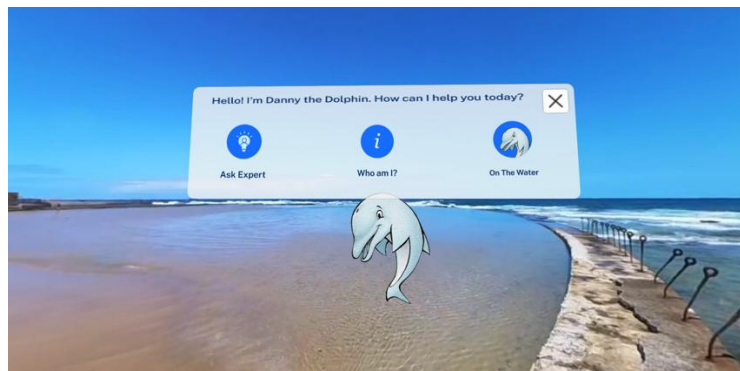 Hello! I'm Danny the Dolphin. How can I help you today?
Ask Expert
Who am I?
On The Water